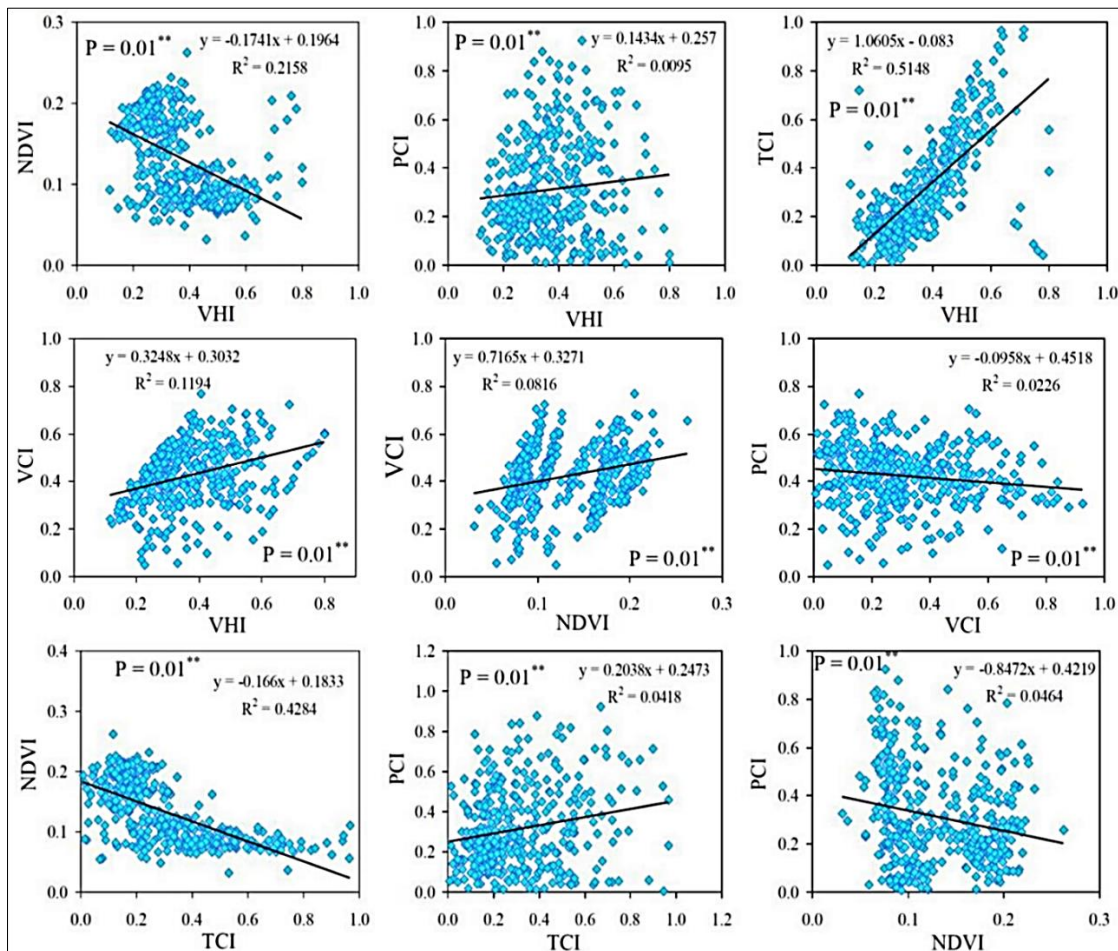 P = 0.01** y = -0.1741x + 0.1964
R² = 0.2158
NDVI
0.3
0.2
0.1
0.0
0.0 0.2 0.4 0.6 0.8 1.0
VHI
P = 0.01** y = 0.1434x + 0.257
R² = 0.0095
PCI
1.0
0.8
0.6
0.4
0.2
0.0
0.0 0.2 0.4 0.6 0.8 1.0
VHI
y = 1.0605x - 0.083
R² = 0.5148
P = 0.01**
TCI
1.0
0.8
0.6
0.4
0.2
0.0
0.0 0.2 0.4 0.6 0.8 1.0
VHI
y = 0.3248x + 0.3032
R² = 0.1194
P = 0.01**
VCI
1.0
0.8
0.6
0.4
0.2
0.0
0.0 0.2 0.4 0.6 0.8
VHI
y = 0.7165x + 0.3271
R² = 0.0816
P = 0.01**
VCI
1.0
0.8
0.6
0.4
0.2
0.0
0.0 0.1 0.2 0.3
NDVI
y = -0.0958x + 0.4518
R² = 0.0226
P = 0.01**
PCI
1.0
0.8
0.6
0.4
0.2
0.0
0.0 0.2 0.4 0.6 0.8 1.0
VCI
P = 0.01**
y = -0.166x + 0.1833
R² = 0.4284
NDVI
0.4
0.3
0.2
0.1
0.0
0.0 0.2 0.4 0.6 0.8 1.0
TCI
P = 0.01** y = 0.2038x + 0.2473
R² = 0.0418
PCI
1.2
1.0
0.8
0.6
0.4
0.2
0.0
0.0 0.2 0.4 0.6 0.8 1.0 1.2
TCI
P = 0.01** y = -0.8472x + 0.4219
R² = 0.0464
PCI
1.0
0.8
0.6
0.4
0.2
0.0
0.0 0.1 0.2 0.3
NDVI